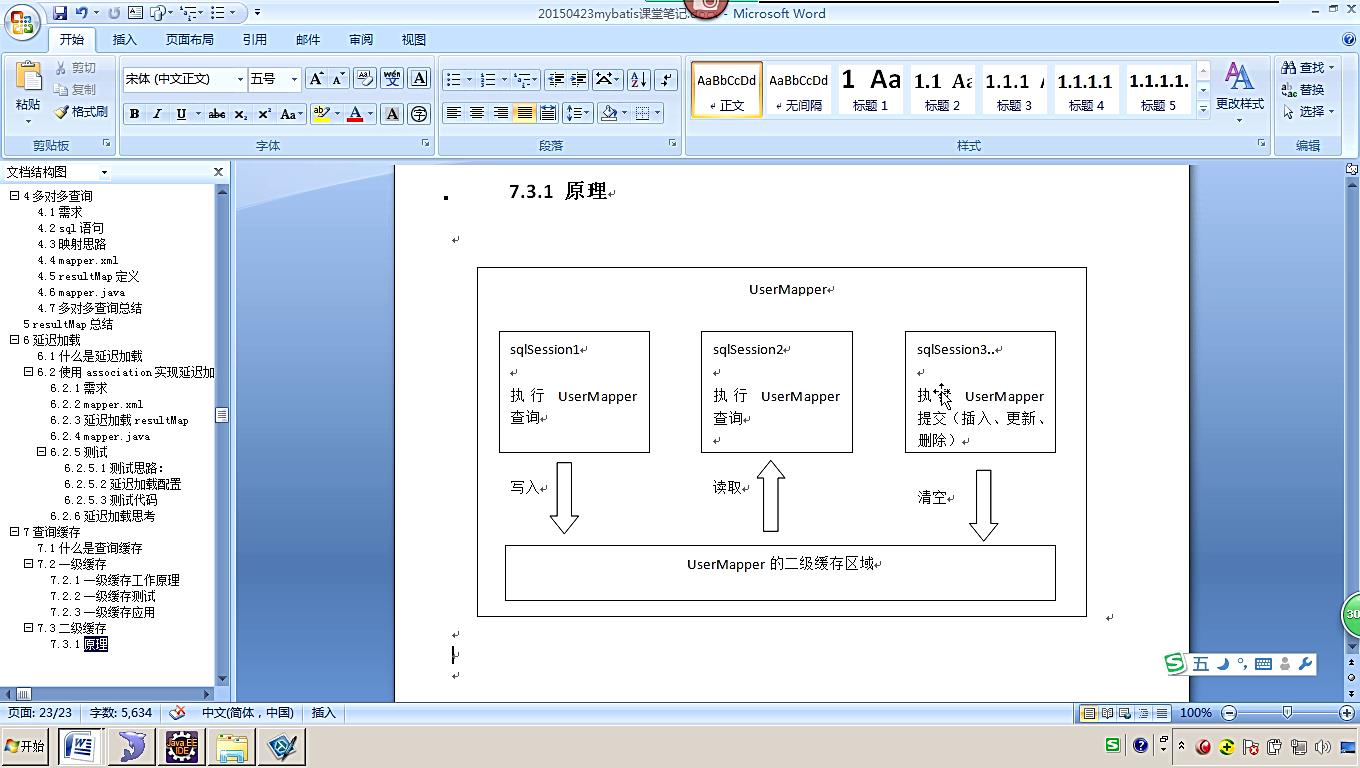 20150423mybatis课堂笔记.docx - Microsoft Word
开始 插入 页面布局 引用 邮件 审阅 视图
粘贴
剪切
复制
格式刷
剪贴板
宋体 (中文正文) 五号
B I U abc x₂ x² Aa
字体
段落
AaBbCcDd AaBbCcDd 1 Aa 1.1 Aa 1.1.1 1.1.1.1 1.1.1.1.
正文 无间隔 标题 1 标题 2 标题 3 标题 4 标题 5
更改样式
样式
查找
替换
选择
编辑
文档结构图
4 多对多查询
4.1 需求
4.2 sql 语句
4.3 映射思路
4.4 mapper.xml
4.5 resultMap 定义
4.6 mapper.java
4.7 多对多查询总结
5 resultMap 总结
6 延迟加载
6.1 什么是延迟加载
6.2 使用 association 实现延迟加
6.2.1 需求
6.2.2 mapper.xml
6.2.3 延迟加载 resultMap
6.2.4 mapper.java
6.2.5 测试
6.2.5.1 测试思路:
6.2.5.2 延迟加载配置
6.2.5.3 测试代码
6.2.6 延迟加载思考
7 查询缓存
7.1 什么是查询缓存
7.2 一级缓存
7.2.1 一级缓存工作原理
7.2.2 一级缓存测试
7.2.3 一级缓存应用
7.3 二级缓存
7.3.1 原理
7.3.1 原理
UserMapper
sqlSession1
执行 UserMapper
查询
sqlSession2
执行 UserMapper
查询
sqlSession3..
执 UserMapper
提交（插入、更新、
删除）
写入
读取
清空
UserMapper 的二级缓存区域
30
五
页面: 23/23 字数: 5,634 中文(简体，中国) 插入
100%
开始
Java EE
IDE